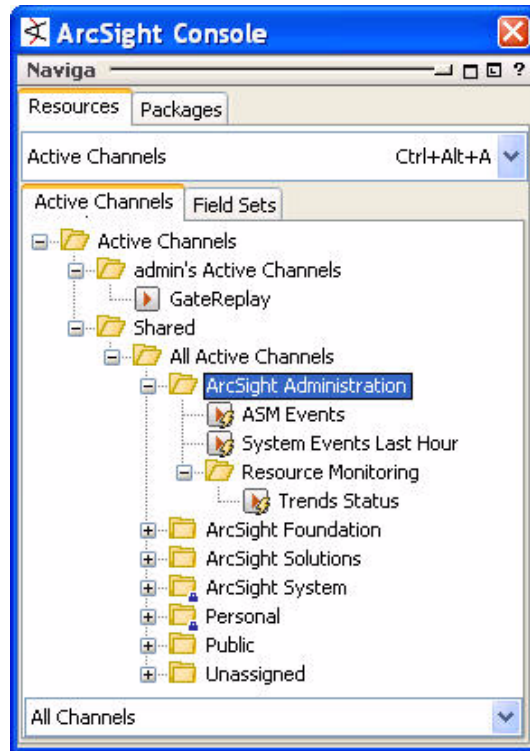 ArcSight Console
Naviga
?
Resources Packages
Active Channels Ctrl+Alt+A
Active Channels Field Sets
Active Channels
admin's Active Channels
GateReplay
Shared
All Active Channels
ArcSight Administration
ASM Events
System Events Last Hour
Resource Monitoring
Trends Status
ArcSight Foundation
ArcSight Solutions
ArcSight System
Personal
Public
Unassigned
All Channels